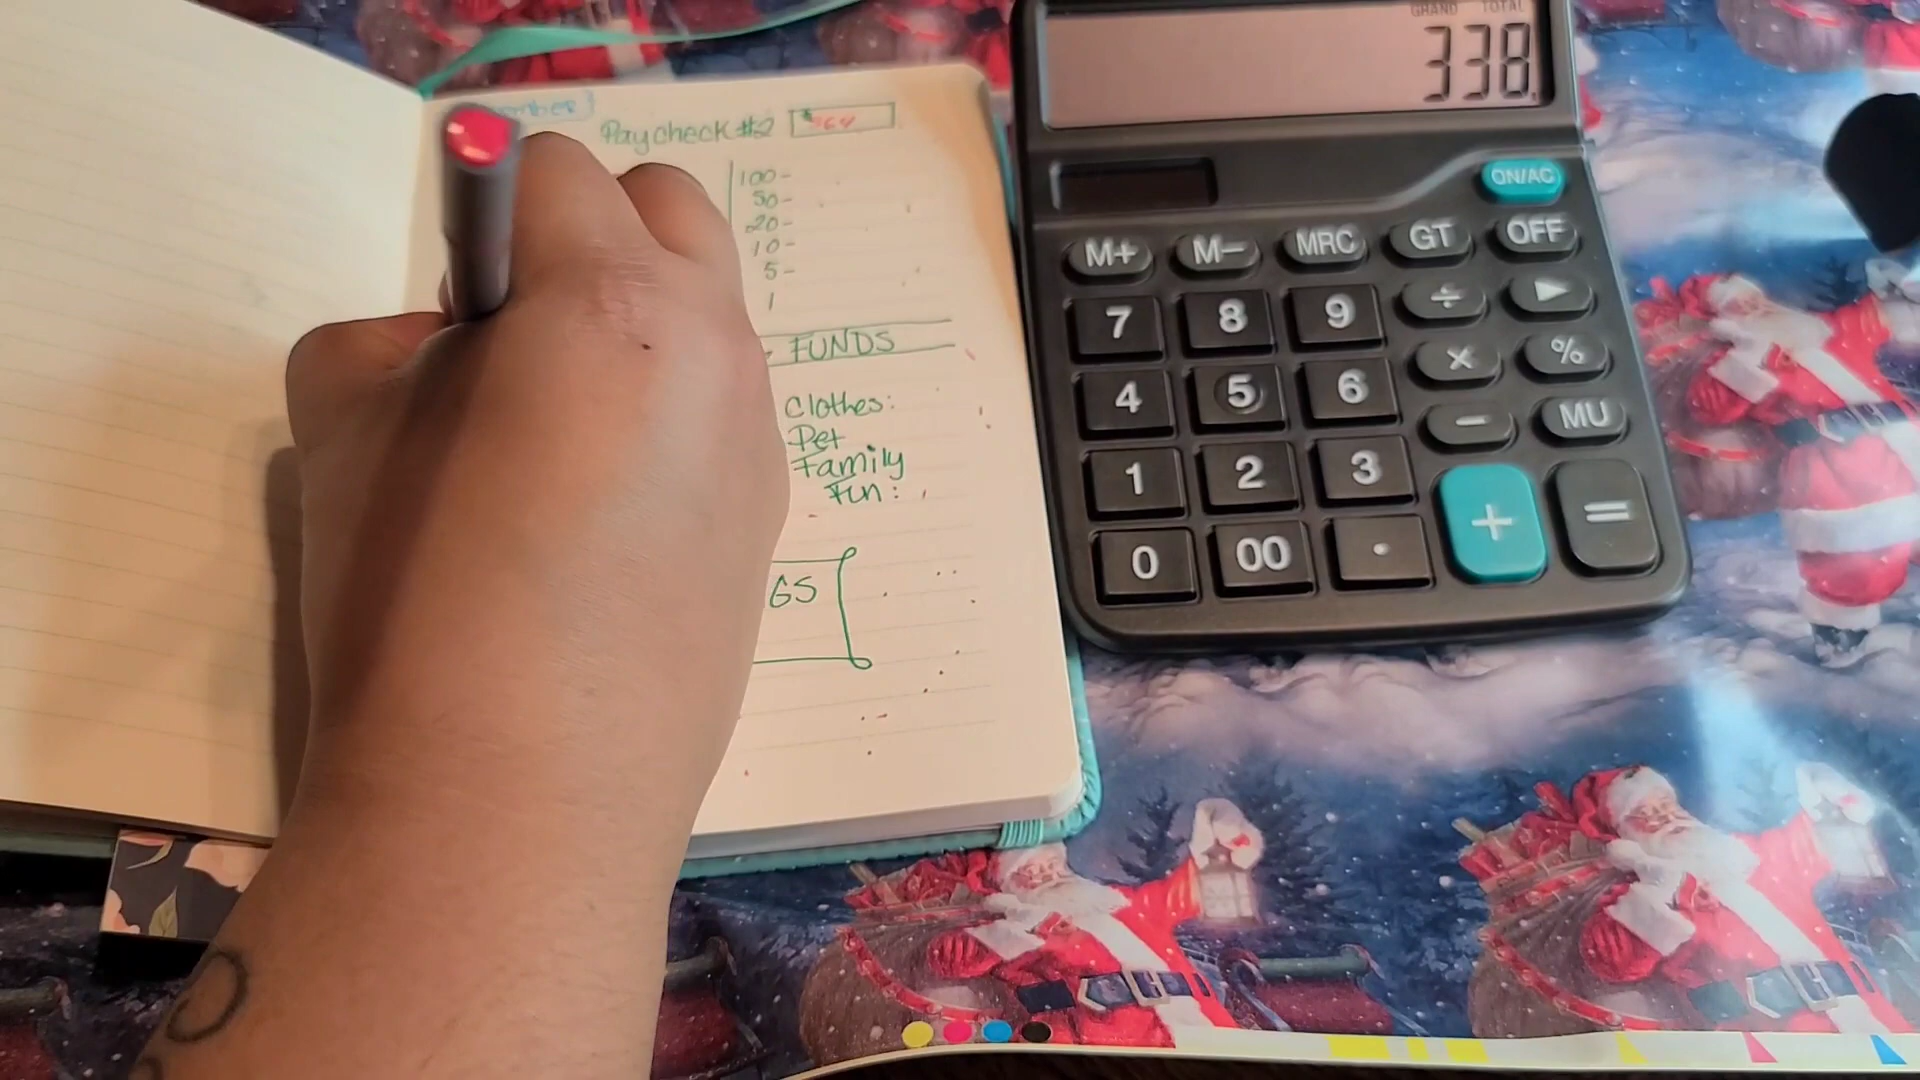 Paycheck #2
100-
50-
20-
10-
5-
1
FUNDS
Clothes:
Pet
Family
Fun:
GS
GRAND TOTAL
338.
ON/AC
M+ M- MRC GT OFF
7 8 9 ÷ ▶
4 5 6 × % 
1 2 3 - MU
0 00 . + =